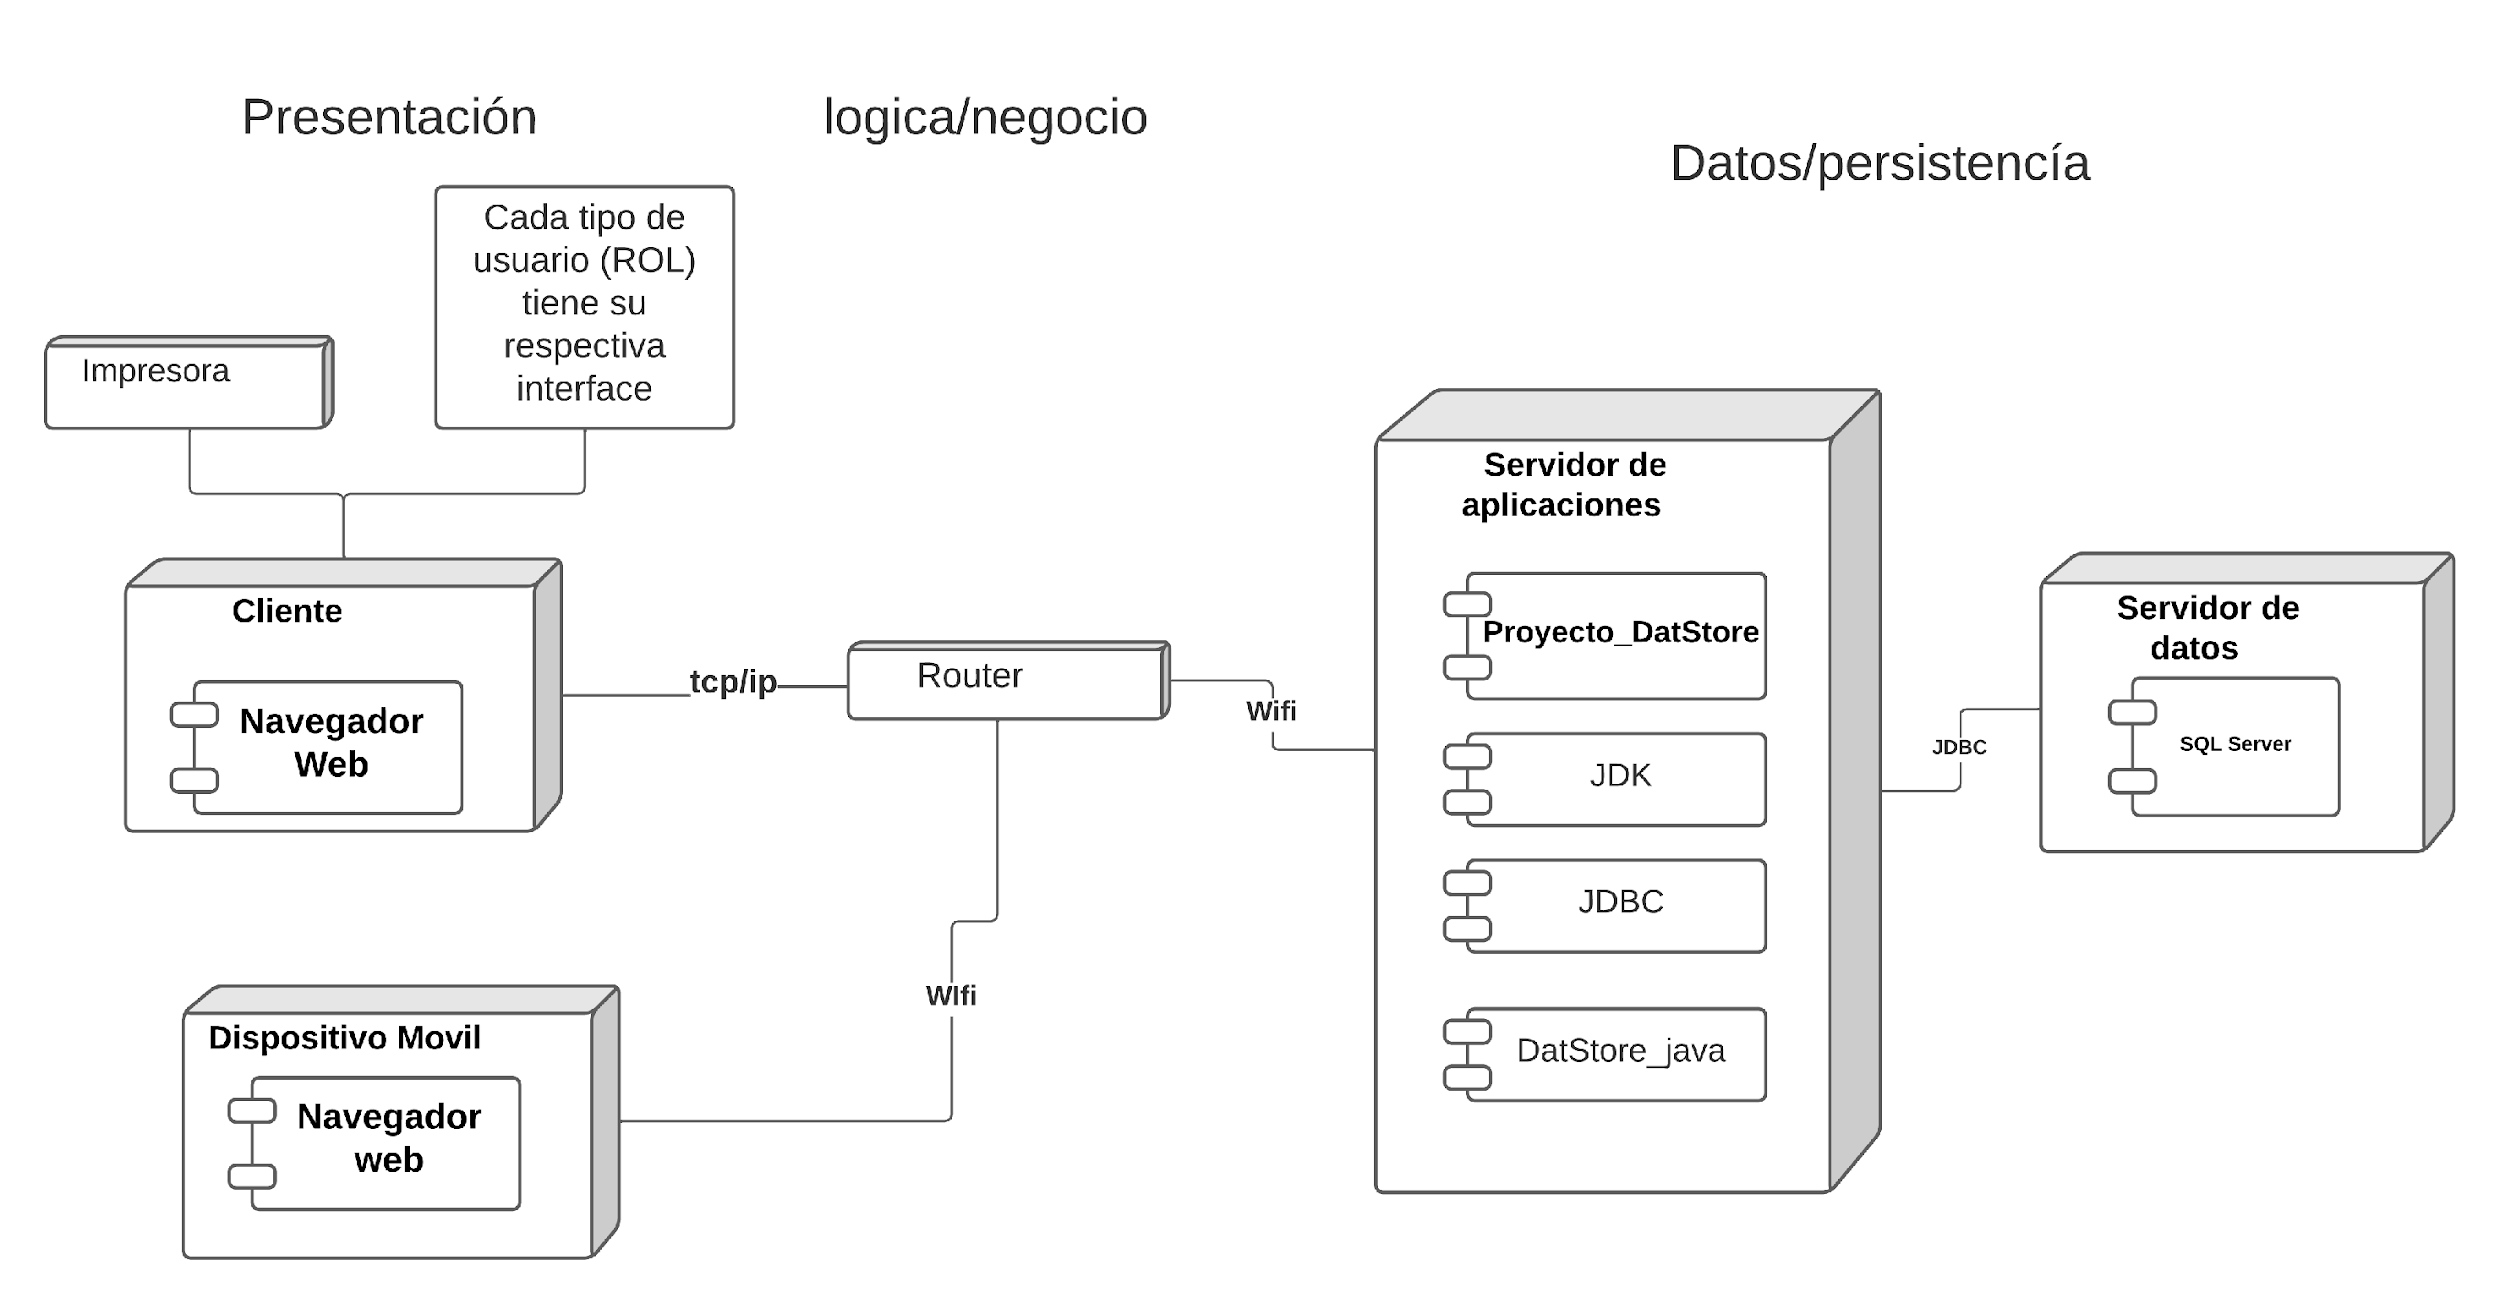 Presentación
logica/negocio
Datos/persistencía
Cada tipo de
usuario (ROL)
tiene su
respectiva
interface
Impresora
Cliente
Navegador
Web
tcp/ip
Router
Wifi
WIfi
Dispositivo Movil
Navegador
web
Servidor de
aplicaciones
Proyecto_DatStore
JDK
JDBC
DatStore_java
JDBC
Servidor de
datos
SQL Server